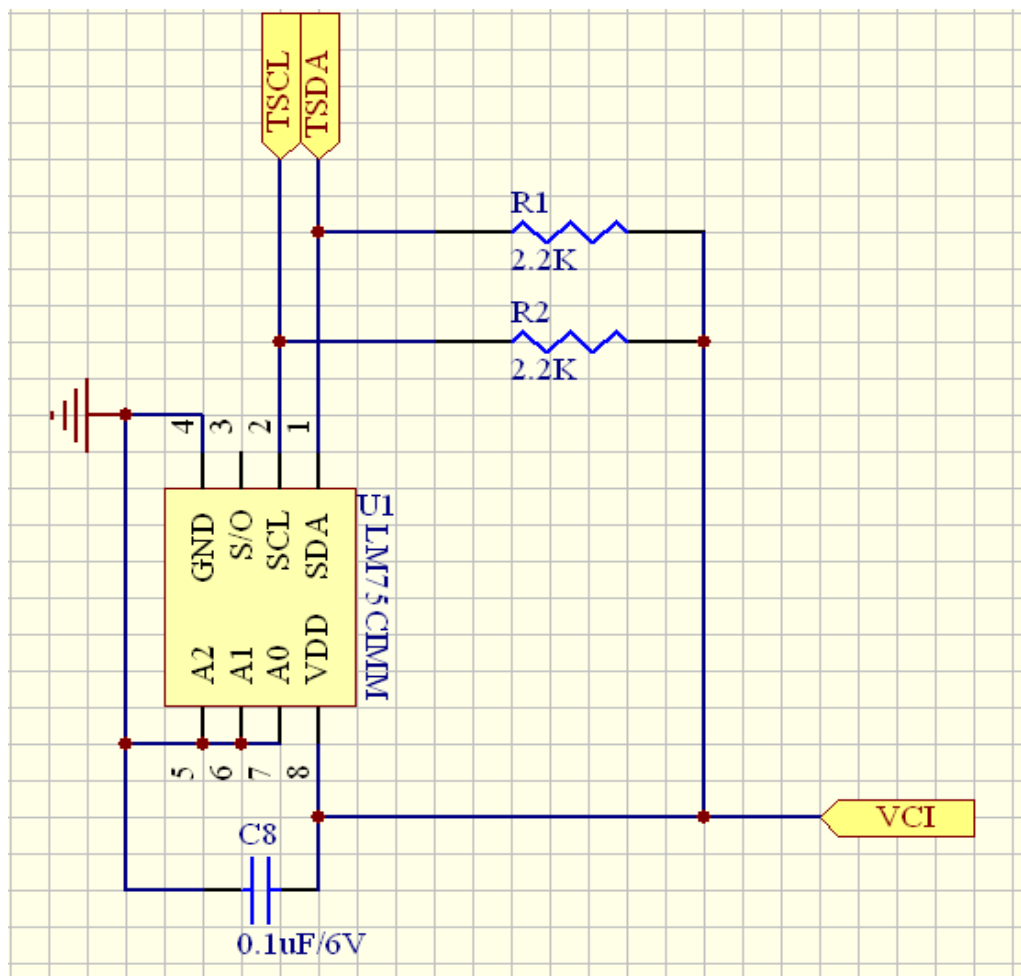 TSCL
TSDA
R1
2.2K
R2
2.2K
4
3
2
1
U1
LM75CIMM
GND
S/O
SCL
SDA
A2
A1
A0
VDD
5
6
7
8
VCI
C8
0.1uF/6V